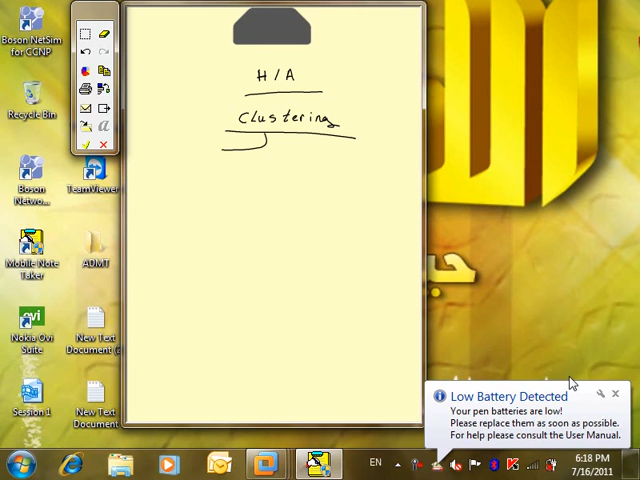 Boson NetSim
for CCNP
Recycle Bin
Boson
Netwo...
TeamViewer
Mobile Note
Taker
ADMT
Nokia Ovi
Suite
ovi
New Text
Document (2
Session 1
New Text
Document
H/A
Clustering
Low Battery Detected
Your pen batteries are low!
Please replace them as soon as possible.
For help please consult the User Manual.
EN
6:18 PM
7/16/2011